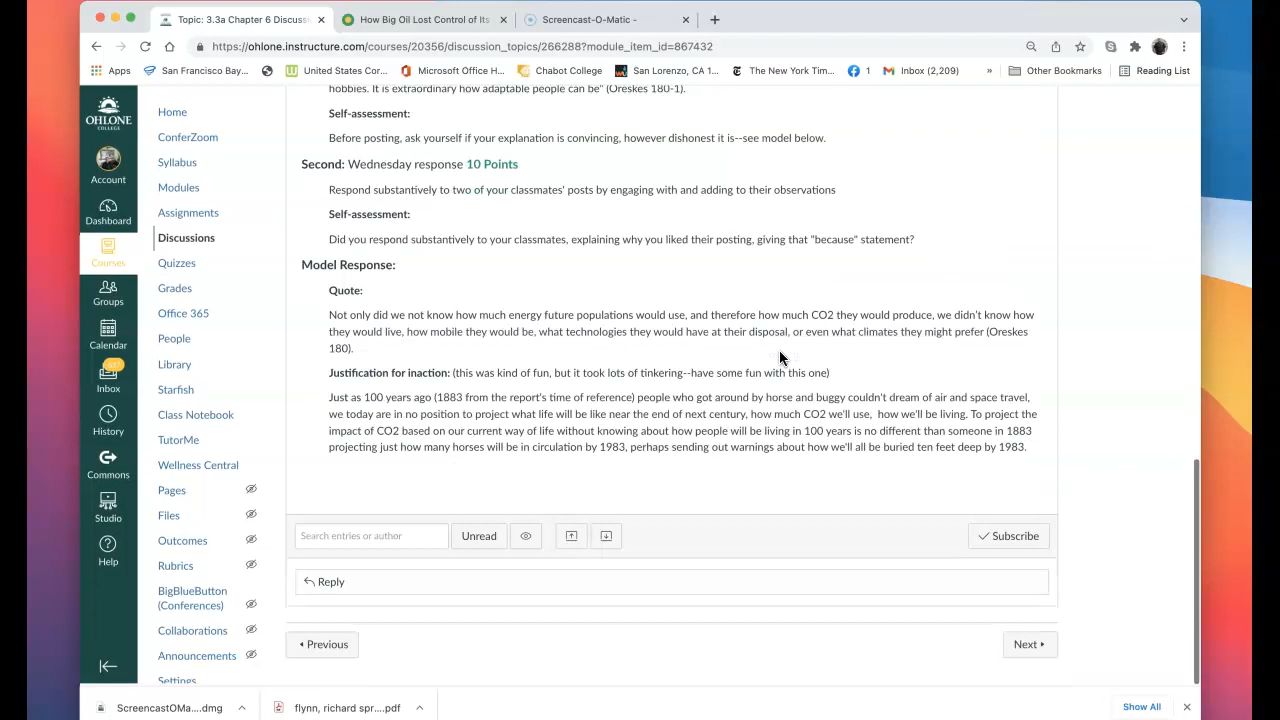 Topic: 3.3a Chapter 6 Discuss
How Big Oil Lost Control of Its
Screencast-O-Matic -
https://ohlone.instructure.com/courses/20356/discussion_topics/266288?module_item_id=867432
Apps
San Francisco Bay...
United States Cor...
Microsoft Office H...
Chabot College
San Lorenzo, CA 1...
The New York Tim...
1
Inbox (2,209)
»
Other Bookmarks
Reading List
OHLONE
COLLEGE
Account
Dashboard
Courses
Groups
Calendar
Inbox
History
Commons
Studio
Help
Home
ConferZoom
Syllabus
Modules
Assignments
Discussions
Quizzes
Grades
Office 365
People
Library
Starfish
Class Notebook
TutorMe
Wellness Central
Pages
Files
Outcomes
Rubrics
BigBlueButton
(Conferences)
Collaborations
Announcements
Settings
hobbies. It is extraordinary how adaptable people can be" (Oreskes 180-1).
Self-assessment:
Before posting, ask yourself if your explanation is convincing, however dishonest it is--see model below.
Second: Wednesday response 10 Points
Respond substantively to two of your classmates' posts by engaging with and adding to their observations
Self-assessment:
Did you respond substantively to your classmates, explaining why you liked their posting, giving that "because" statement?
Model Response:
Quote:
Not only did we not know how much energy future populations would use, and therefore how much CO2 they would produce, we didn't know how
they would live, how mobile they would be, what technologies they would have at their disposal, or even what climates they might prefer (Oreskes
180).
Justification for inaction: (this was kind of fun, but it took lots of tinkering--have some fun with this one)
Just as 100 years ago (1883 from the report's time of reference) people who got around by horse and buggy couldn't dream of air and space travel,
we today are in no position to project what life will be like near the end of next century, how much CO2 we'll use, how we'll be living. To project the
impact of CO2 based on our current way of life without knowing about how people will be living in 100 years is no different than someone in 1883
projecting just how many horses will be in circulation by 1983, perhaps sending out warnings about how we'll all be buried ten feet deep by 1983.
Search entries or author
Unread
Subscribe
Reply
Previous
Next
ScreencastOMa....dmg
flynn, richard spr....pdf
Show All